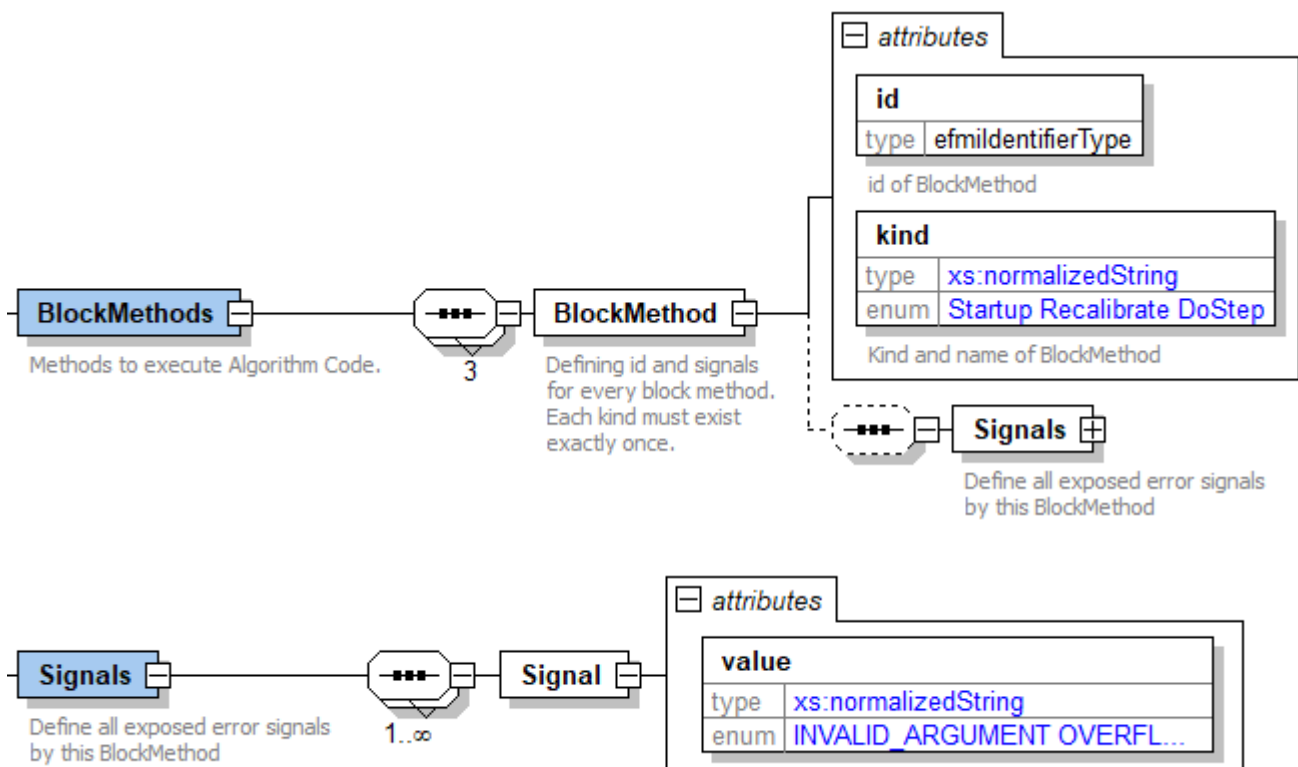 attributes
id
type efmiIdentifierType
id of BlockMethod
kind
type xs:normalizedString
enum Startup Recalibrate DoStep
Kind and name of BlockMethod
BlockMethods
Methods to execute Algorithm Code.
3
BlockMethod
Defining id and signals
for every block method.
Each kind must exist
exactly once.
Signals
Define all exposed error signals
by this BlockMethod
attributes
value
type xs:normalizedString
enum INVALID_ARGUMENT OVERFL...
Signals
Define all exposed error signals
by this BlockMethod
1..∞
Signal